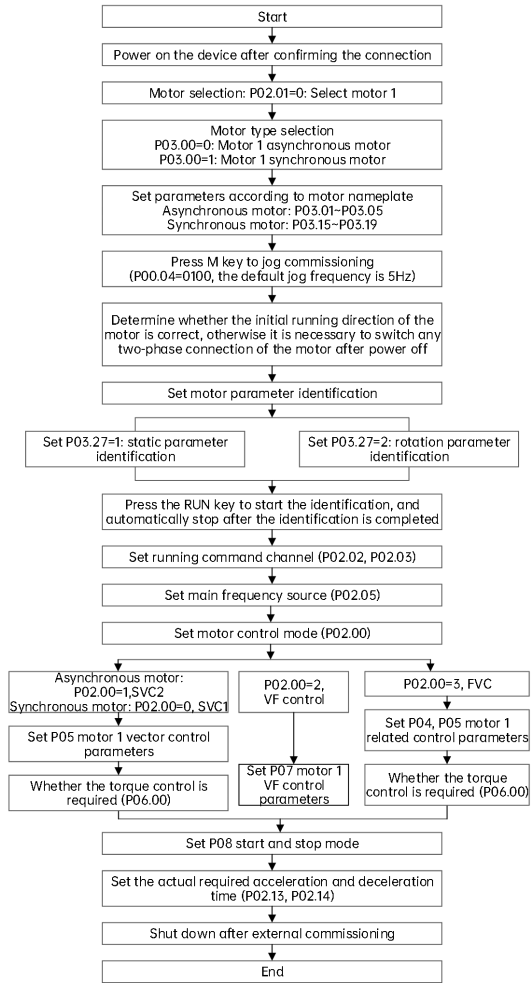 Start
Power on the device after confirming the connection
Motor selection: P02.01=0: Select motor 1
Motor type selection
P03.00=0: Motor 1 asynchronous motor
P03.00=1: Motor 1 synchronous motor
Set parameters according to motor nameplate
Asynchronous motor: P03.01~P03.05
Synchronous motor: P03.15~P03.19
Press M key to jog commissioning
(P00.04=0100, the default jog frequency is 5Hz)
Determine whether the initial running direction of the
motor is correct, otherwise it is necessary to switch any
two-phase connection of the motor after power off
Set motor parameter identification
Set P03.27=1: static parameter
identification
Set P03.27=2: rotation parameter
identification
Press the RUN key to start the identification, and
automatically stop after the identification is completed
Set running command channel (P02.02, P02.03)
Set main frequency source (P02.05)
Set motor control mode (P02.00)
Asynchronous motor:
P02.00=1,SVC2
Synchronous motor: P02.00=0, SVC1
Set P05 motor 1 vector control
parameters
Whether the torque control is
required (P06.00)
P02.00=2,
VF control
Set P07 motor 1
VF control
parameters
P02.00=3, FVC
Set P04, P05 motor 1
related control parameters
Whether the torque
control is required (P06.00)
Set P08 start and stop mode
Set the actual required acceleration and deceleration
time (P02.13, P02.14)
Shut down after external commissioning
End